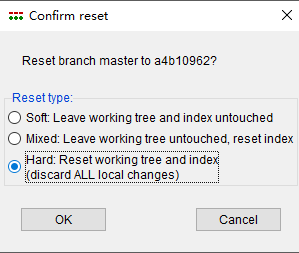 Confirm reset
Reset branch master to a4b10962?
Reset type:
Soft: Leave working tree and index untouched
Mixed: Leave working tree untouched, reset index
Hard: Reset working tree and index
(discard ALL local changes)
OK
Cancel